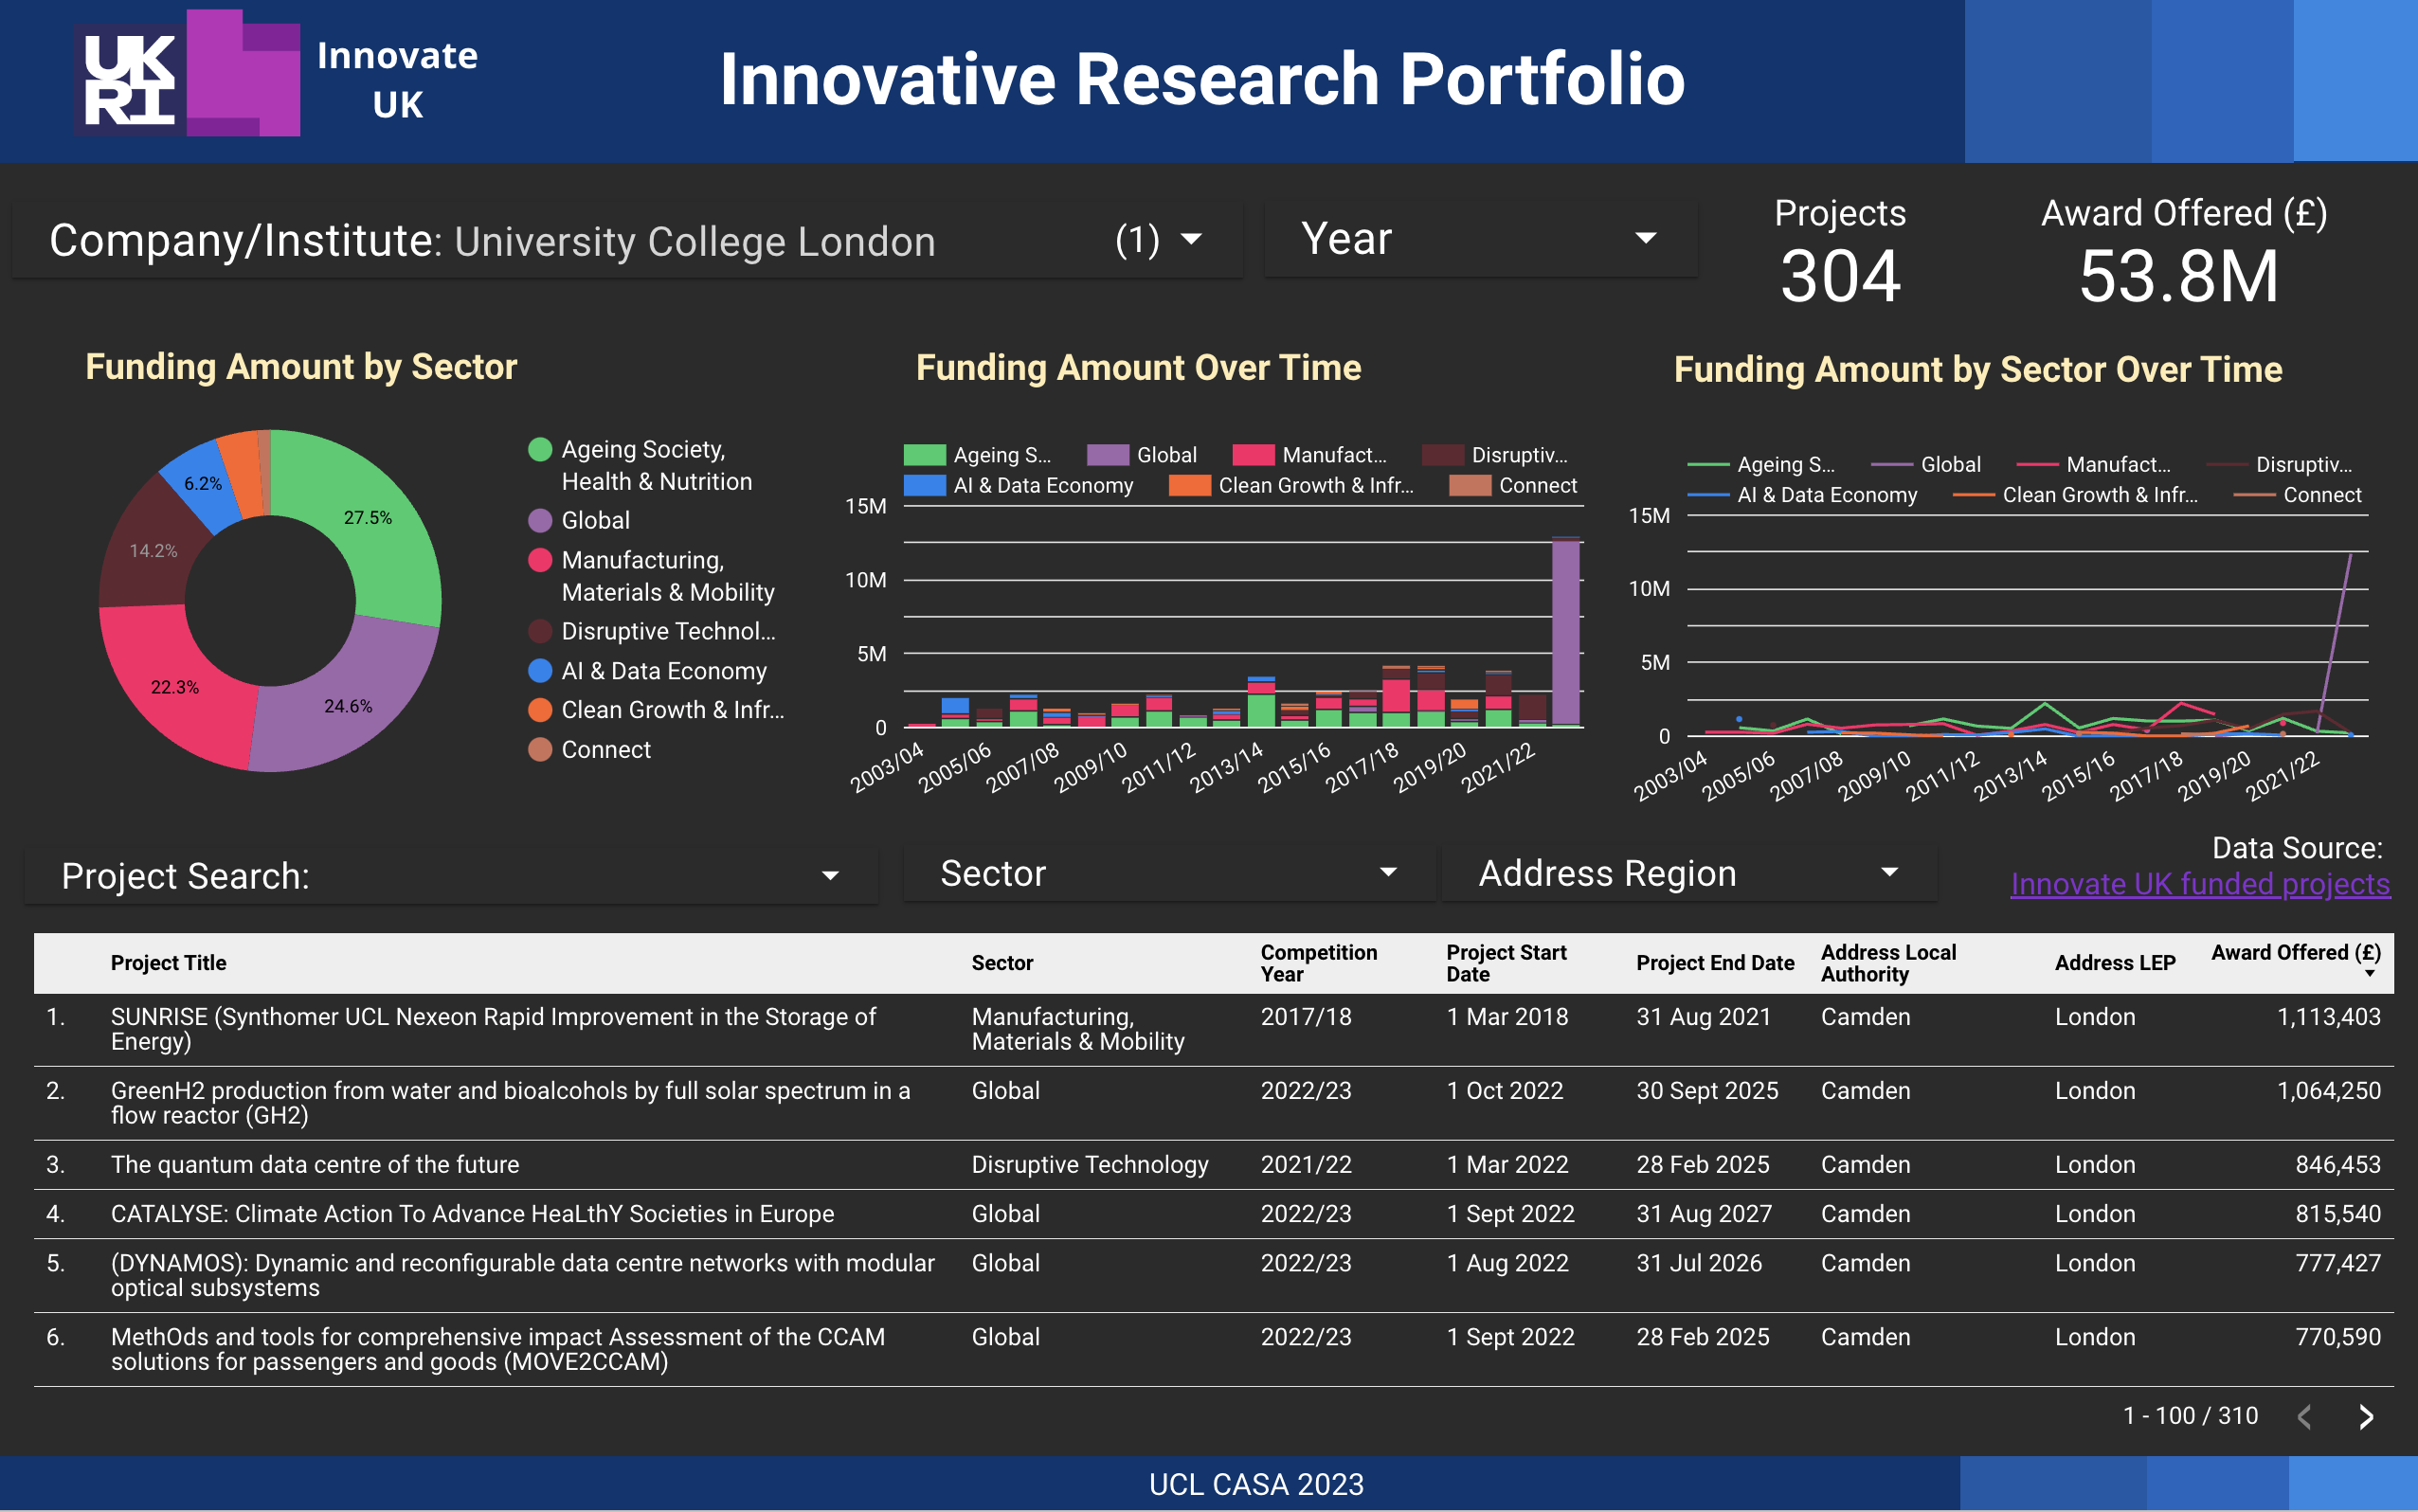 UK
RI
Innovate
UK
Innovative Research Portfolio
Company/Institute: University College London (1)
Year
Projects
304
Award Offered (£)
53.8M
Funding Amount by Sector
27.5%
24.6%
22.3%
14.2%
6.2%
Ageing Society,
Health & Nutrition
Global
Manufacturing,
Materials & Mobility
Disruptive Technol...
AI & Data Economy
Clean Growth & Infr...
Connect
Funding Amount Over Time
Ageing S... Global Manufact... Disruptiv...
AI & Data Economy Clean Growth & Infr... Connect
15M
10M
5M
0
2003/04 2005/06 2007/08 2009/10 2011/12 2013/14 2015/16 2017/18 2019/20 2021/22
Funding Amount by Sector Over Time
Ageing S... Global Manufact... Disruptiv...
AI & Data Economy Clean Growth & Infr... Connect
15M
10M
5M
0
2003/04 2005/06 2007/08 2009/10 2011/12 2013/14 2015/16 2017/18 2019/20 2021/22
Project Search:
Sector
Address Region
Data Source:
Innovate UK funded projects
Project Title Sector Competition Year Project Start Date Project End Date Address Local Authority Address LEP Award Offered (£)
1. SUNRISE (Synthomer UCL Nexeon Rapid Improvement in the Storage of Energy) Manufacturing, Materials & Mobility 2017/18 1 Mar 2018 31 Aug 2021 Camden London 1,113,403
2. GreenH2 production from water and bioalcohols by full solar spectrum in a flow reactor (GH2) Global 2022/23 1 Oct 2022 30 Sept 2025 Camden London 1,064,250
3. The quantum data centre of the future Disruptive Technology 2021/22 1 Mar 2022 28 Feb 2025 Camden London 846,453
4. CATALYSE: Climate Action To Advance HeaLthY Societies in Europe Global 2022/23 1 Sept 2022 31 Aug 2027 Camden London 815,540
5. (DYNAMOS): Dynamic and reconfigurable data centre networks with modular optical subsystems Global 2022/23 1 Aug 2022 31 Jul 2026 Camden London 777,427
6. MethOds and tools for comprehensive impact Assessment of the CCAM solutions for passengers and goods (MOVE2CCAM) Global 2022/23 1 Sept 2022 28 Feb 2025 Camden London 770,590
1 - 100 / 310
UCL CASA 2023